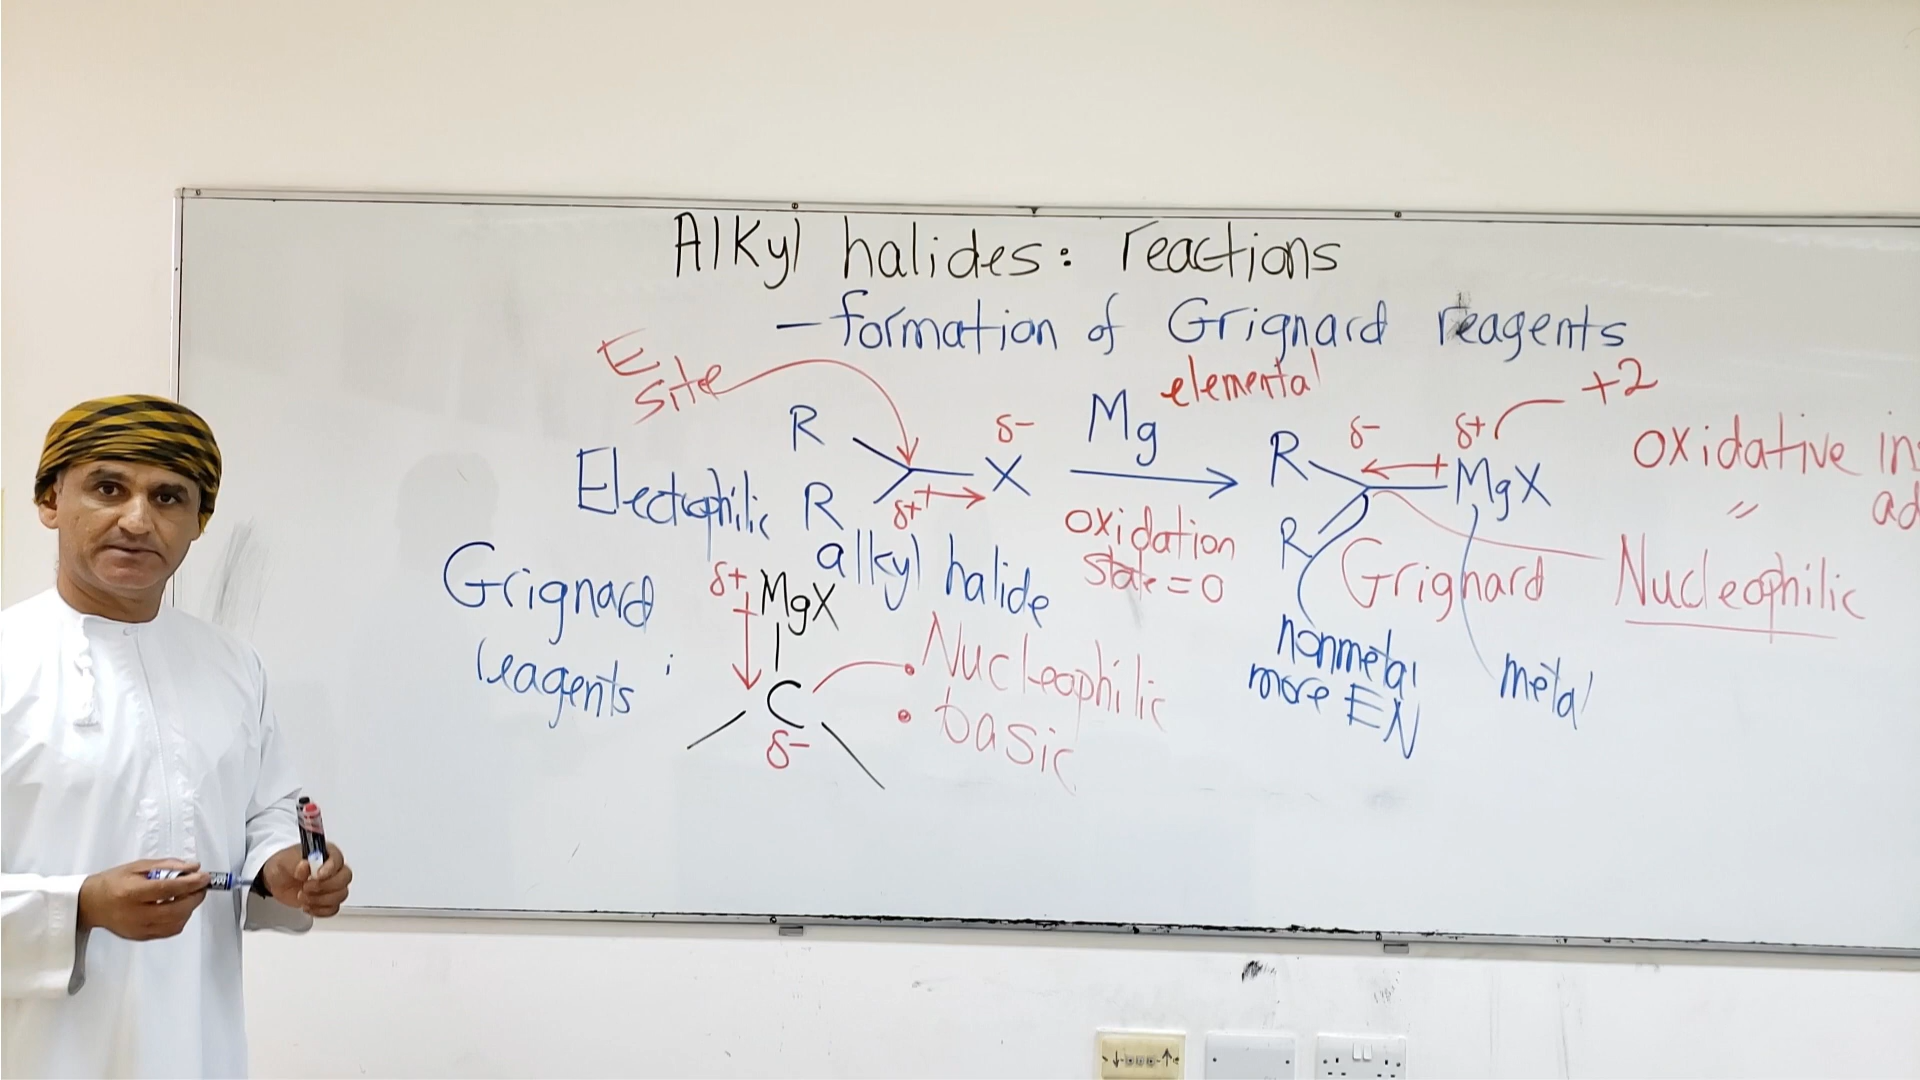 Alkyl halides: reactions
– formation of Grignard reagents
E site
R
R
δ+
X
δ-
Electrophilic
alkyl halide
Mg elemental
oxidation
state = 0
R
R
δ-
δ+
MgX
+2
Oxidative ins
〃 ad
Grignard
Nucleophilic
nonmetal
more EN
metal
Grignard
reagents :
δ+ MgX
C
δ-
• Nucleophilic
• basic